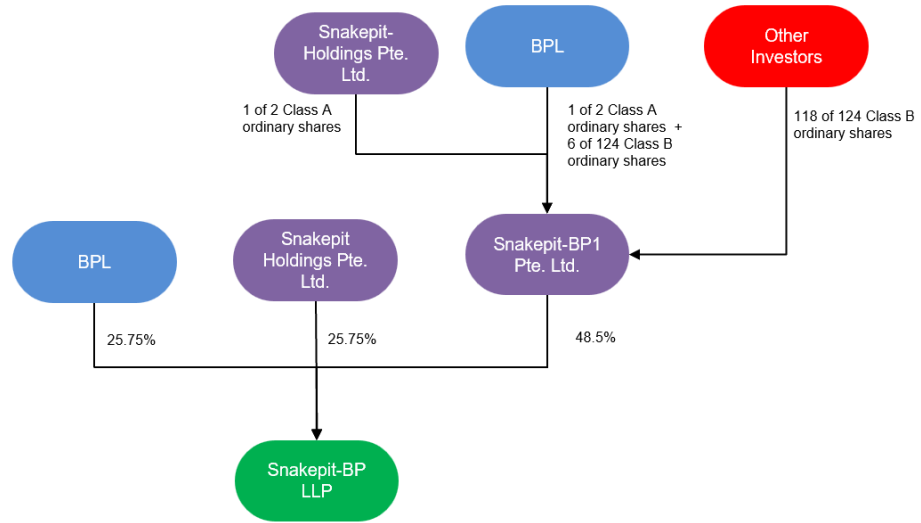 Snakepit-
Holdings Pte.
Ltd.
BPL
Other
Investors
1 of 2 Class A
ordinary shares
1 of 2 Class A
ordinary shares +
6 of 124 Class B
ordinary shares
118 of 124 Class B
ordinary shares
BPL
Snakepit
Holdings Pte.
Ltd.
Snakepit-BP1
Pte. Ltd.
25.75%
25.75%
48.5%
Snakepit-BP
LLP